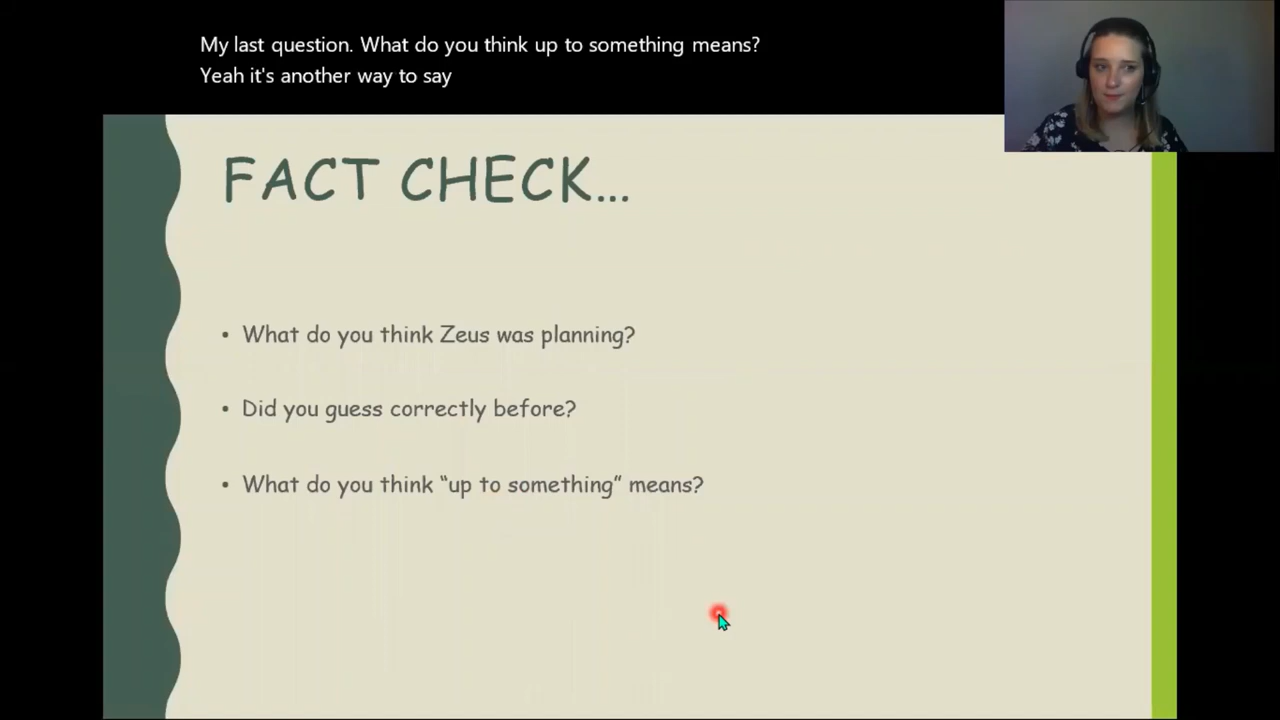 My last question. What do you think up to something means?
Yeah it's another way to say
FACT CHECK...
• What do you think Zeus was planning?
• Did you guess correctly before?
• What do you think “up to something” means?